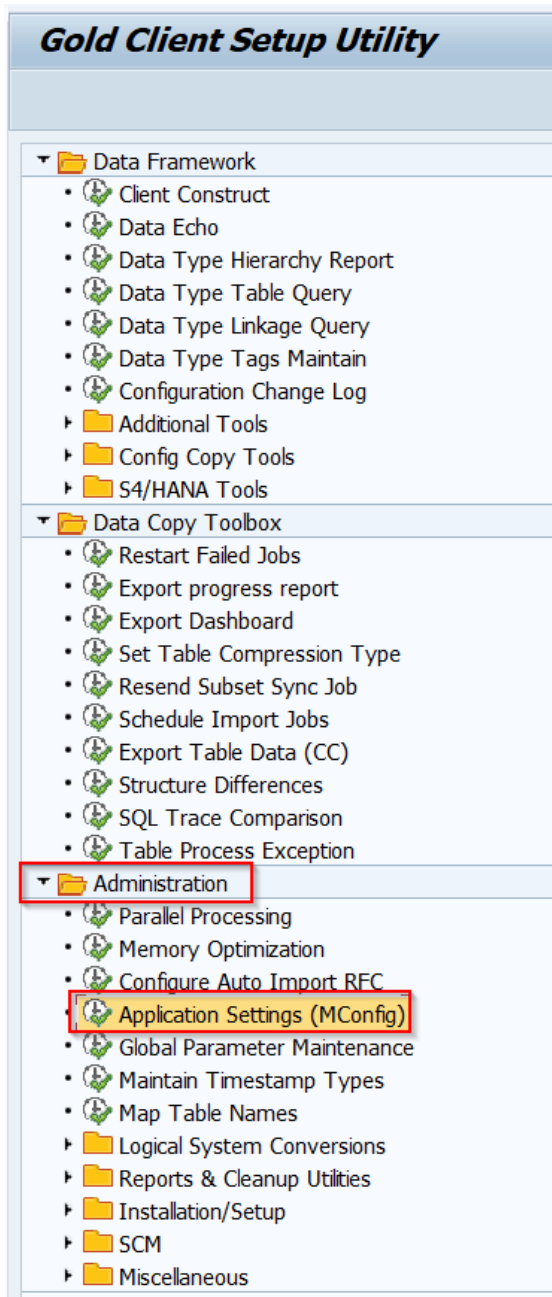 Gold Client Setup Utility
Data Framework
Client Construct
Data Echo
Data Type Hierarchy Report
Data Type Table Query
Data Type Linkage Query
Data Type Tags Maintain
Configuration Change Log
Additional Tools
Config Copy Tools
S4/HANA Tools
Data Copy Toolbox
Restart Failed Jobs
Export progress report
Export Dashboard
Set Table Compression Type
Resend Subset Sync Job
Schedule Import Jobs
Export Table Data (CC)
Structure Differences
SQL Trace Comparison
Table Process Exception
Administration
Parallel Processing
Memory Optimization
Configure Auto Import RFC
Application Settings (MConfig)
Global Parameter Maintenance
Maintain Timestamp Types
Map Table Names
Logical System Conversions
Reports & Cleanup Utilities
Installation/Setup
SCM
Miscellaneous